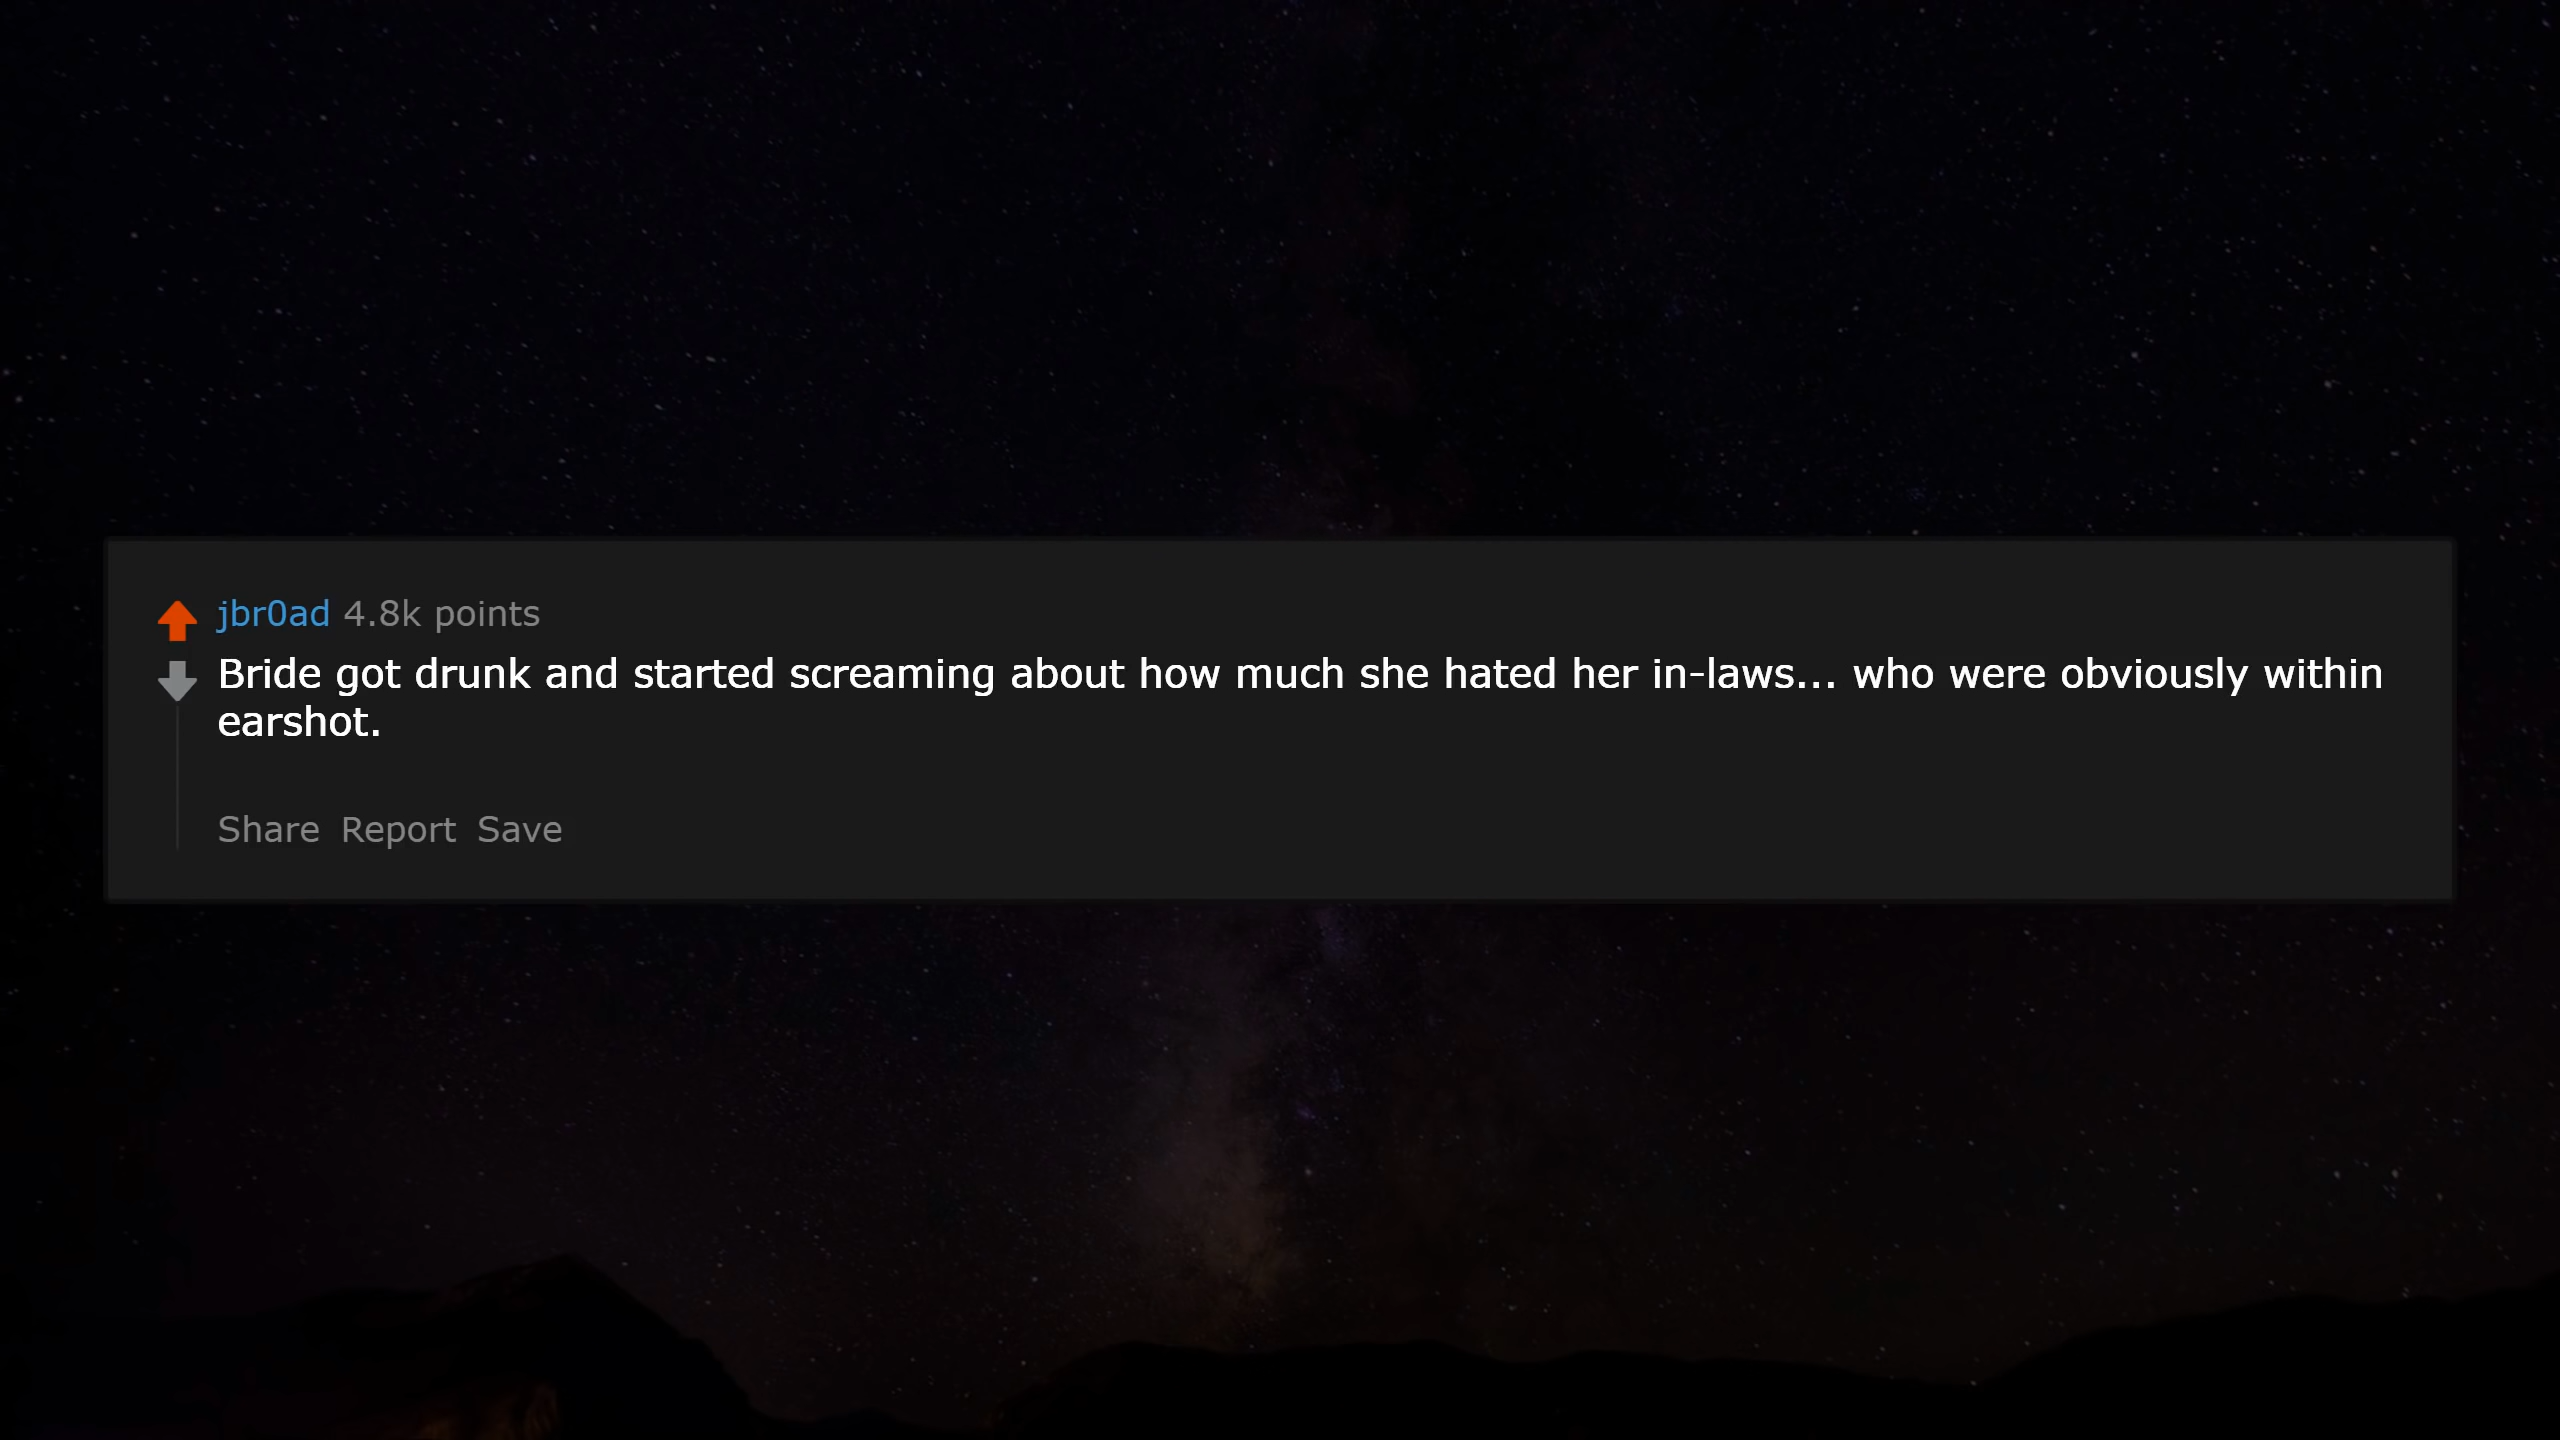 jbr0ad 4.8k points
Bride got drunk and started screaming about how much she hated her in-laws... who were obviously within
earshot.
Share Report Save